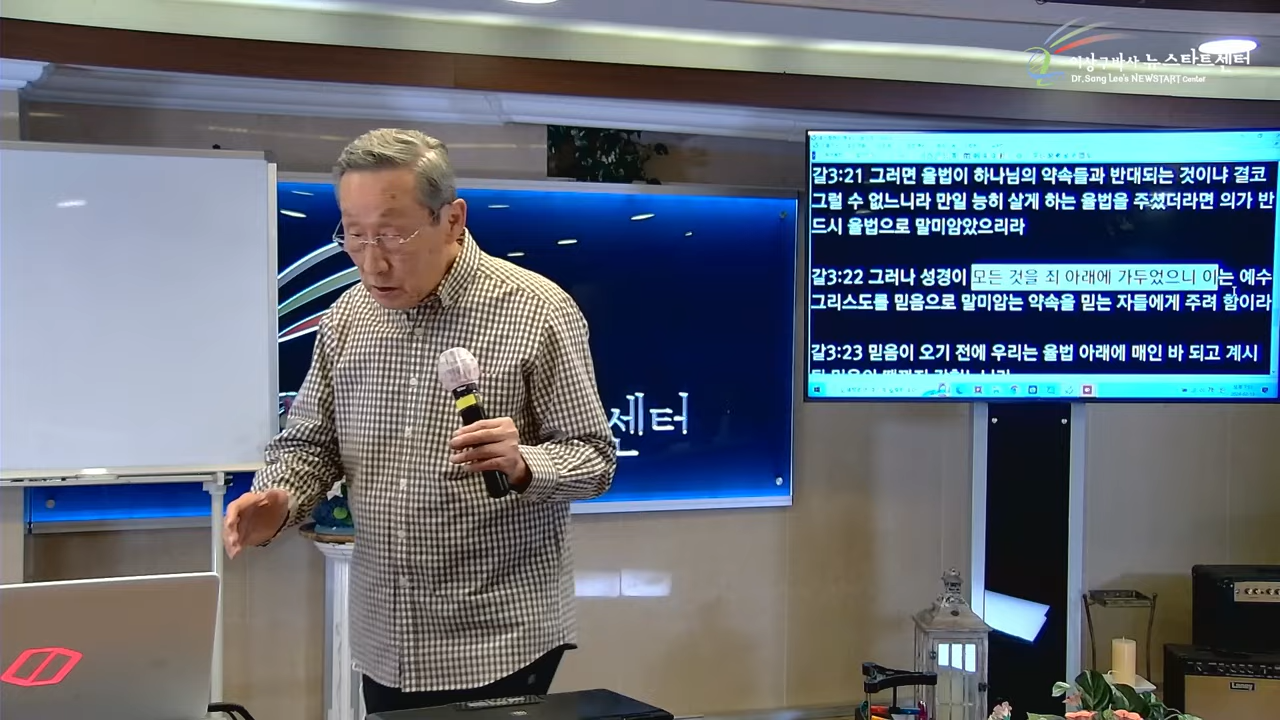 이상구박사 뉴스타트센터
Dr. Sang Lee's NEWSTART Center
갈3:21 그러면 율법이 하나님의 약속들과 반대되는 것이냐 결코
그럴 수 없느니라 만일 능히 살게 하는 율법을 주셨더라면 의가 반
드시 율법으로 말미암았으리라
갈3:22 그러나 성경이 모든 것을 죄 아래에 가두었으니 이는 예수
그리스도를 믿음으로 말미암는 약속을 믿는 자들에게 주려 함이라
갈3:23 믿음이 오기 전에 우리는 율법 아래에 매인 바 되고 계시
센터
Laney